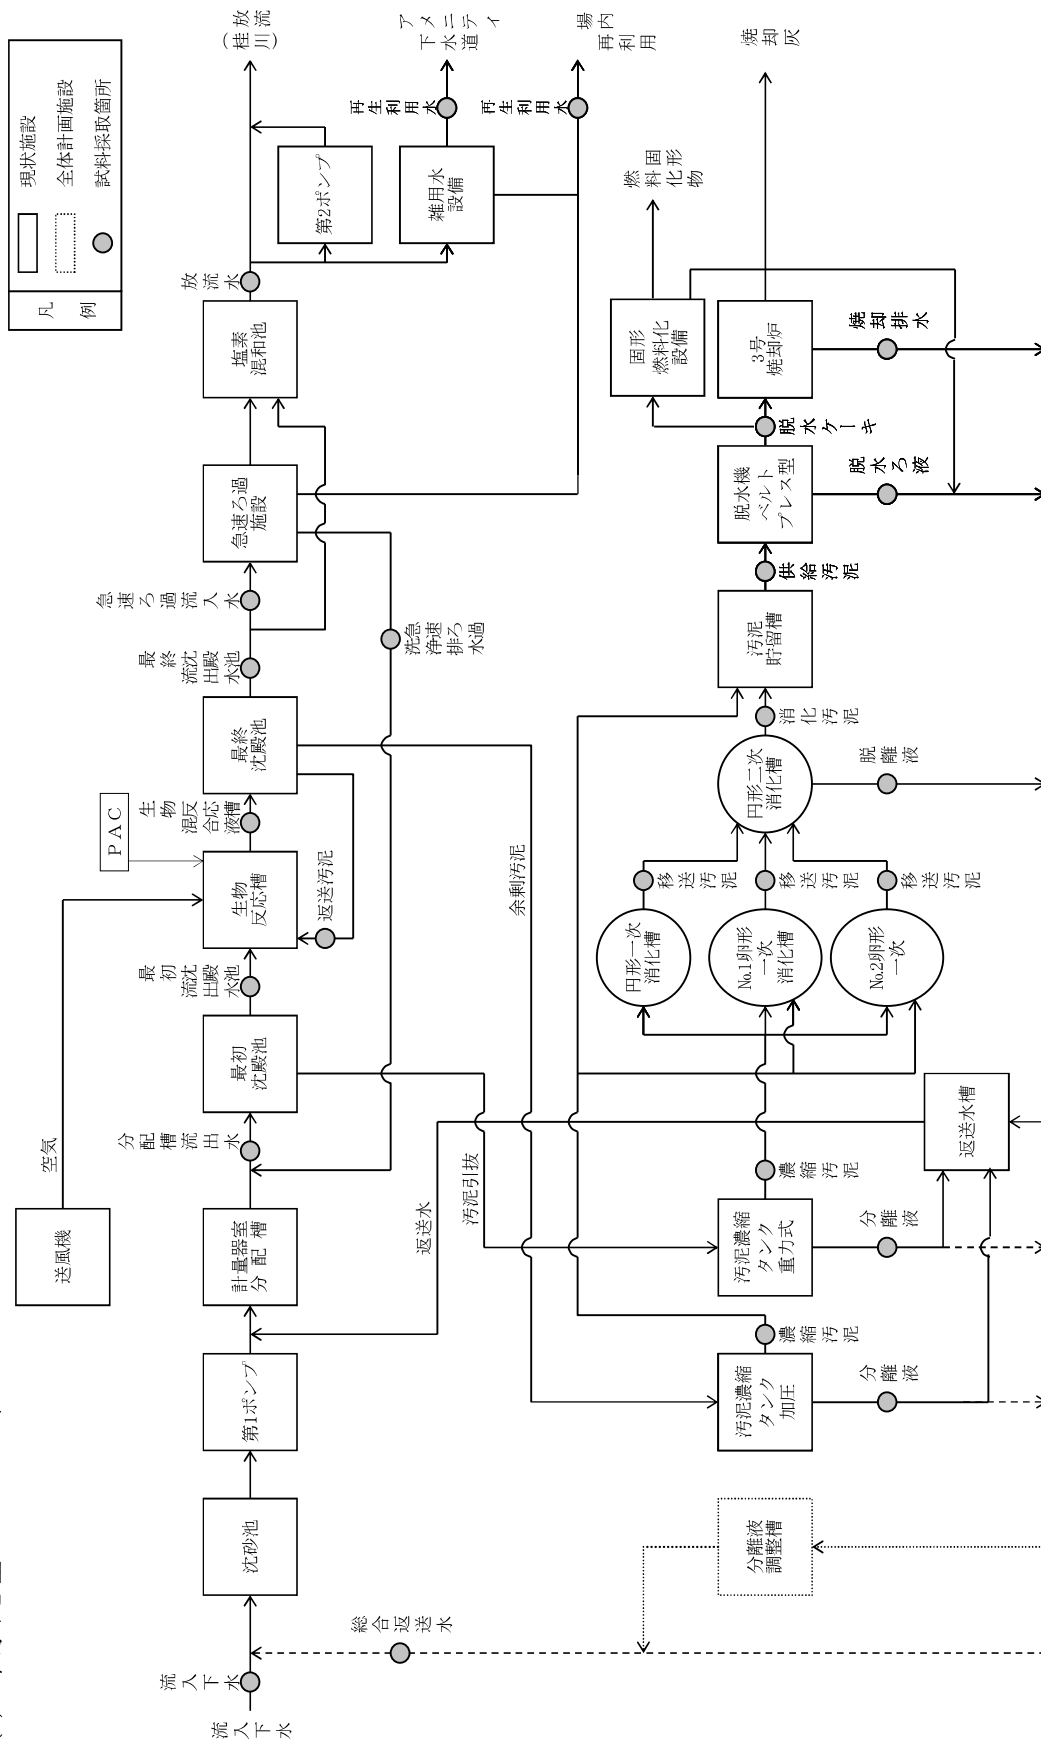 凡例
現状施設
全体計画施設
試料採取箇所
送風機
空気
PAC
流入下水
流入下水
沈砂池
第1ポンプ
計量器室
分配槽
分配槽流出水
最初
沈殿池
最初沈殿池
流出水
生物
反応槽
生物反応槽
混合液
最終
沈殿池
最終沈殿池
流出水
急速ろ過流入水
急速ろ過
施設
塩素
混和池
放流水
放流
(桂川)
第2ポンプ
雑用水
設備
再生利用水
アメニティ
下水道
再生利用水
場内
再利用
返送汚泥
急速ろ過
洗浄排水
余剰汚泥
汚泥引抜
返送水
総合返送水
分離液
調整槽
汚泥濃縮
タンク
加圧
濃縮汚泥
分離液
汚泥濃縮
タンク
重力式
濃縮汚泥
分離液
返送水槽
円形一次
消化槽
No.1卵形
一次
消化槽
No.2卵形
一次
移送汚泥
移送汚泥
移送汚泥
円形二次
消化槽
脱離液
消化汚泥
汚泥
貯留槽
供給汚泥
脱水機
ベルト
プレス型
脱水ろ液
脱水ケーキ
固形
燃料化
設備
固形
燃料化物
3号
焼却炉
焼却排水
焼却灰